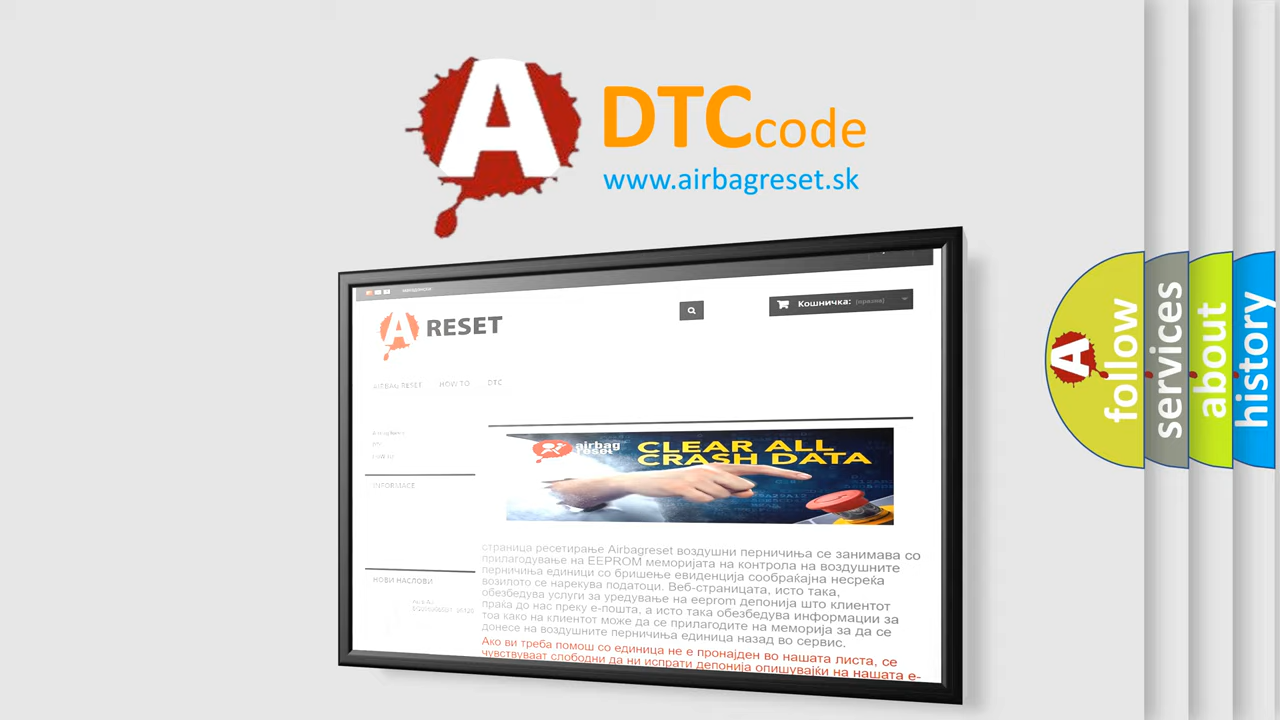 A DTCcode
www.airbagreset.sk
Кошничка: (празна)
A RESET
AIRBAG RESET HOW TO DTC
airbag
reset
CLEAR ALL
CRASH DATA
INFORMACE
НОВИ НАСЛОВИ
страница ресетирање Airbagreset воздушни перничиња се занимава со
прилагодување на EEPROM меморијата на контрола на воздушните
перничиња единици со бришење евиденција сообраќајна несреќа
возилото се нарекува податоци. Веб-страницата, исто така,
обезбедува услуги за уредување на eeprom депонија што клиентот
праќа до нас преку е-пошта, а исто така обезбедува информации за
тоа како на клиентот може да се прилагодите на меморија за да се
донесе на воздушните перничиња единица назад во сервис.
Ако ви треба помош со единица не е пронајден во нашата листа, се
чувствуваат слободни да ни испрати депонија опишувајќи на нашата е-
A
follow
services
about
history